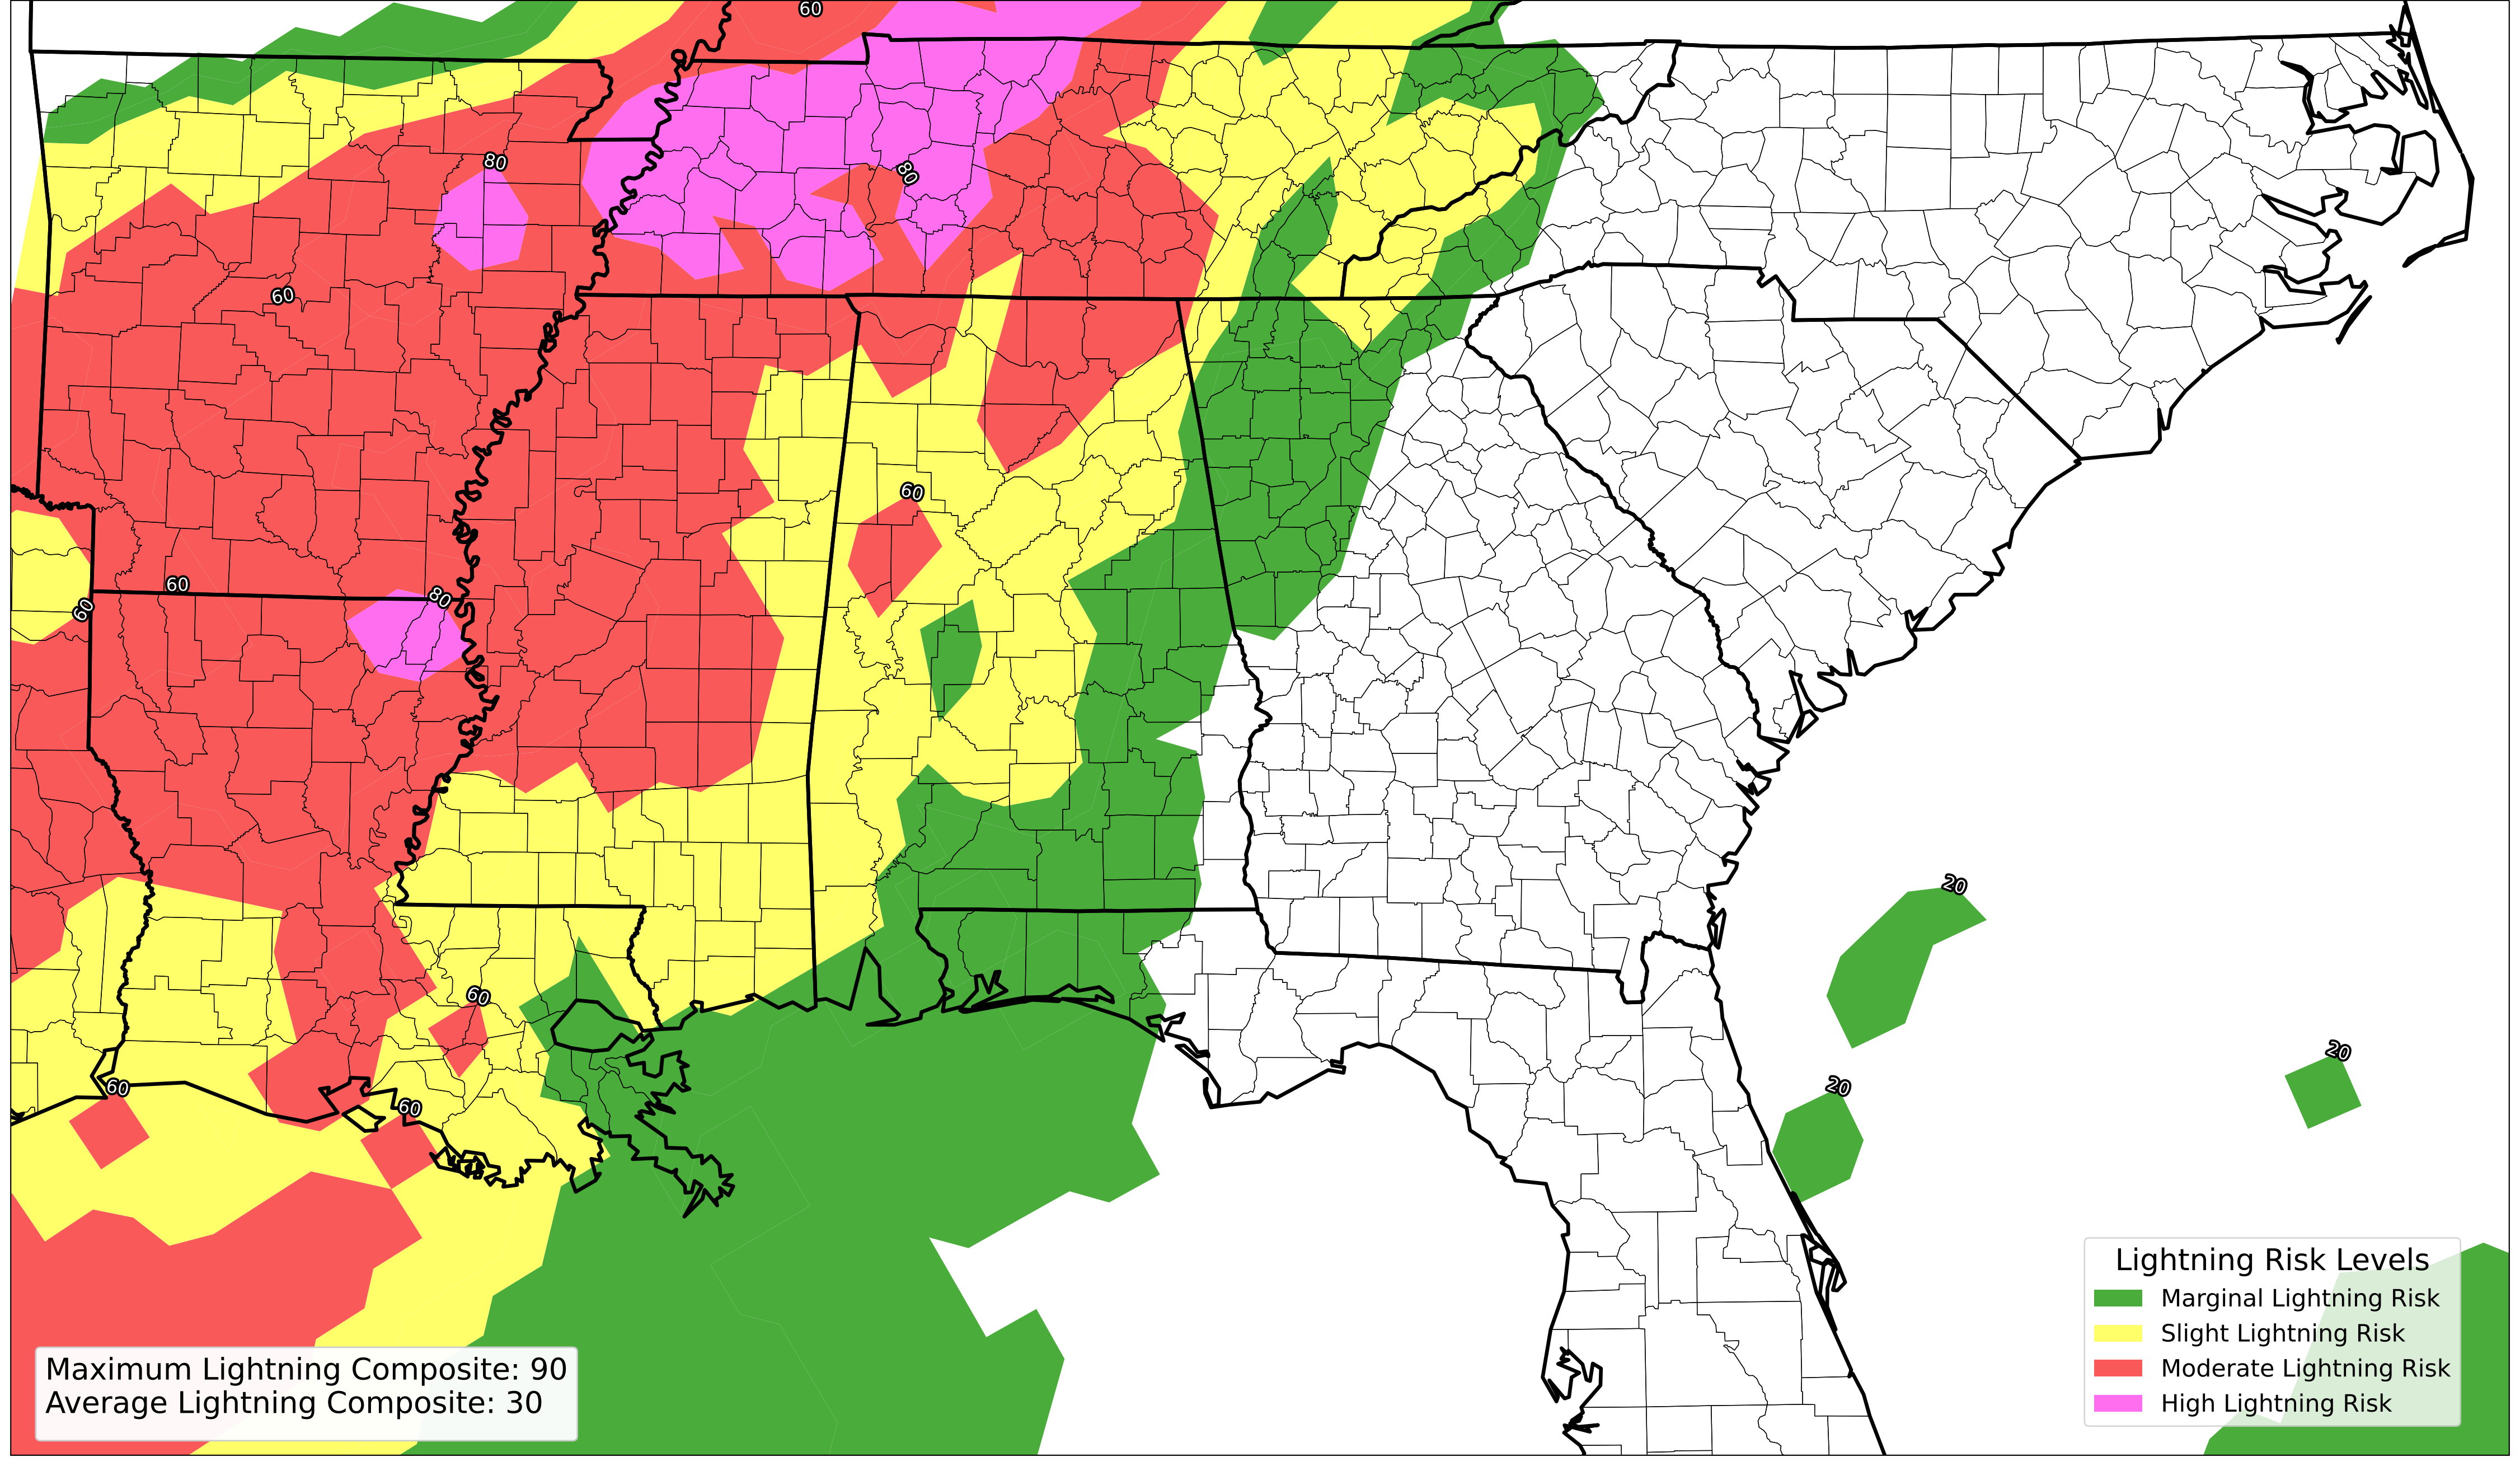 60
80
80
60
60
60
80
60
20
60
20
60
20
60
Lightning Risk Levels
Marginal Lightning Risk
Slight Lightning Risk
Moderate Lightning Risk
High Lightning Risk
Maximum Lightning Composite: 90
Average Lightning Composite: 30